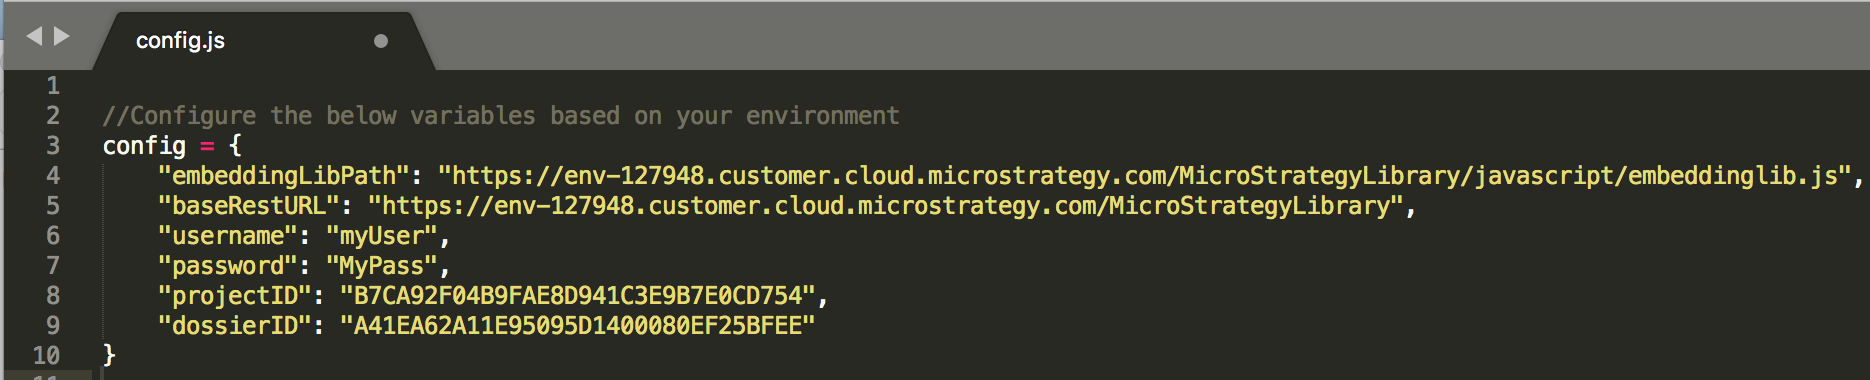 config.js
1
2 //Configure the below variables based on your environment
3 config = {
4 "embeddingLibPath": "https://env-127948.customer.cloud.microstrategy.com/MicroStrategyLibrary/javascript/embeddinglib.js",
5 "baseRestURL": "https://env-127948.customer.cloud.microstrategy.com/MicroStrategyLibrary",
6 "username": "myUser",
7 "password": "MyPass",
8 "projectID": "B7CA92F04B9FAE8D941C3E9B7E0CD754",
9 "dossierID": "A41EA62A11E95095D1400080EF25BFEE"
10 }
11